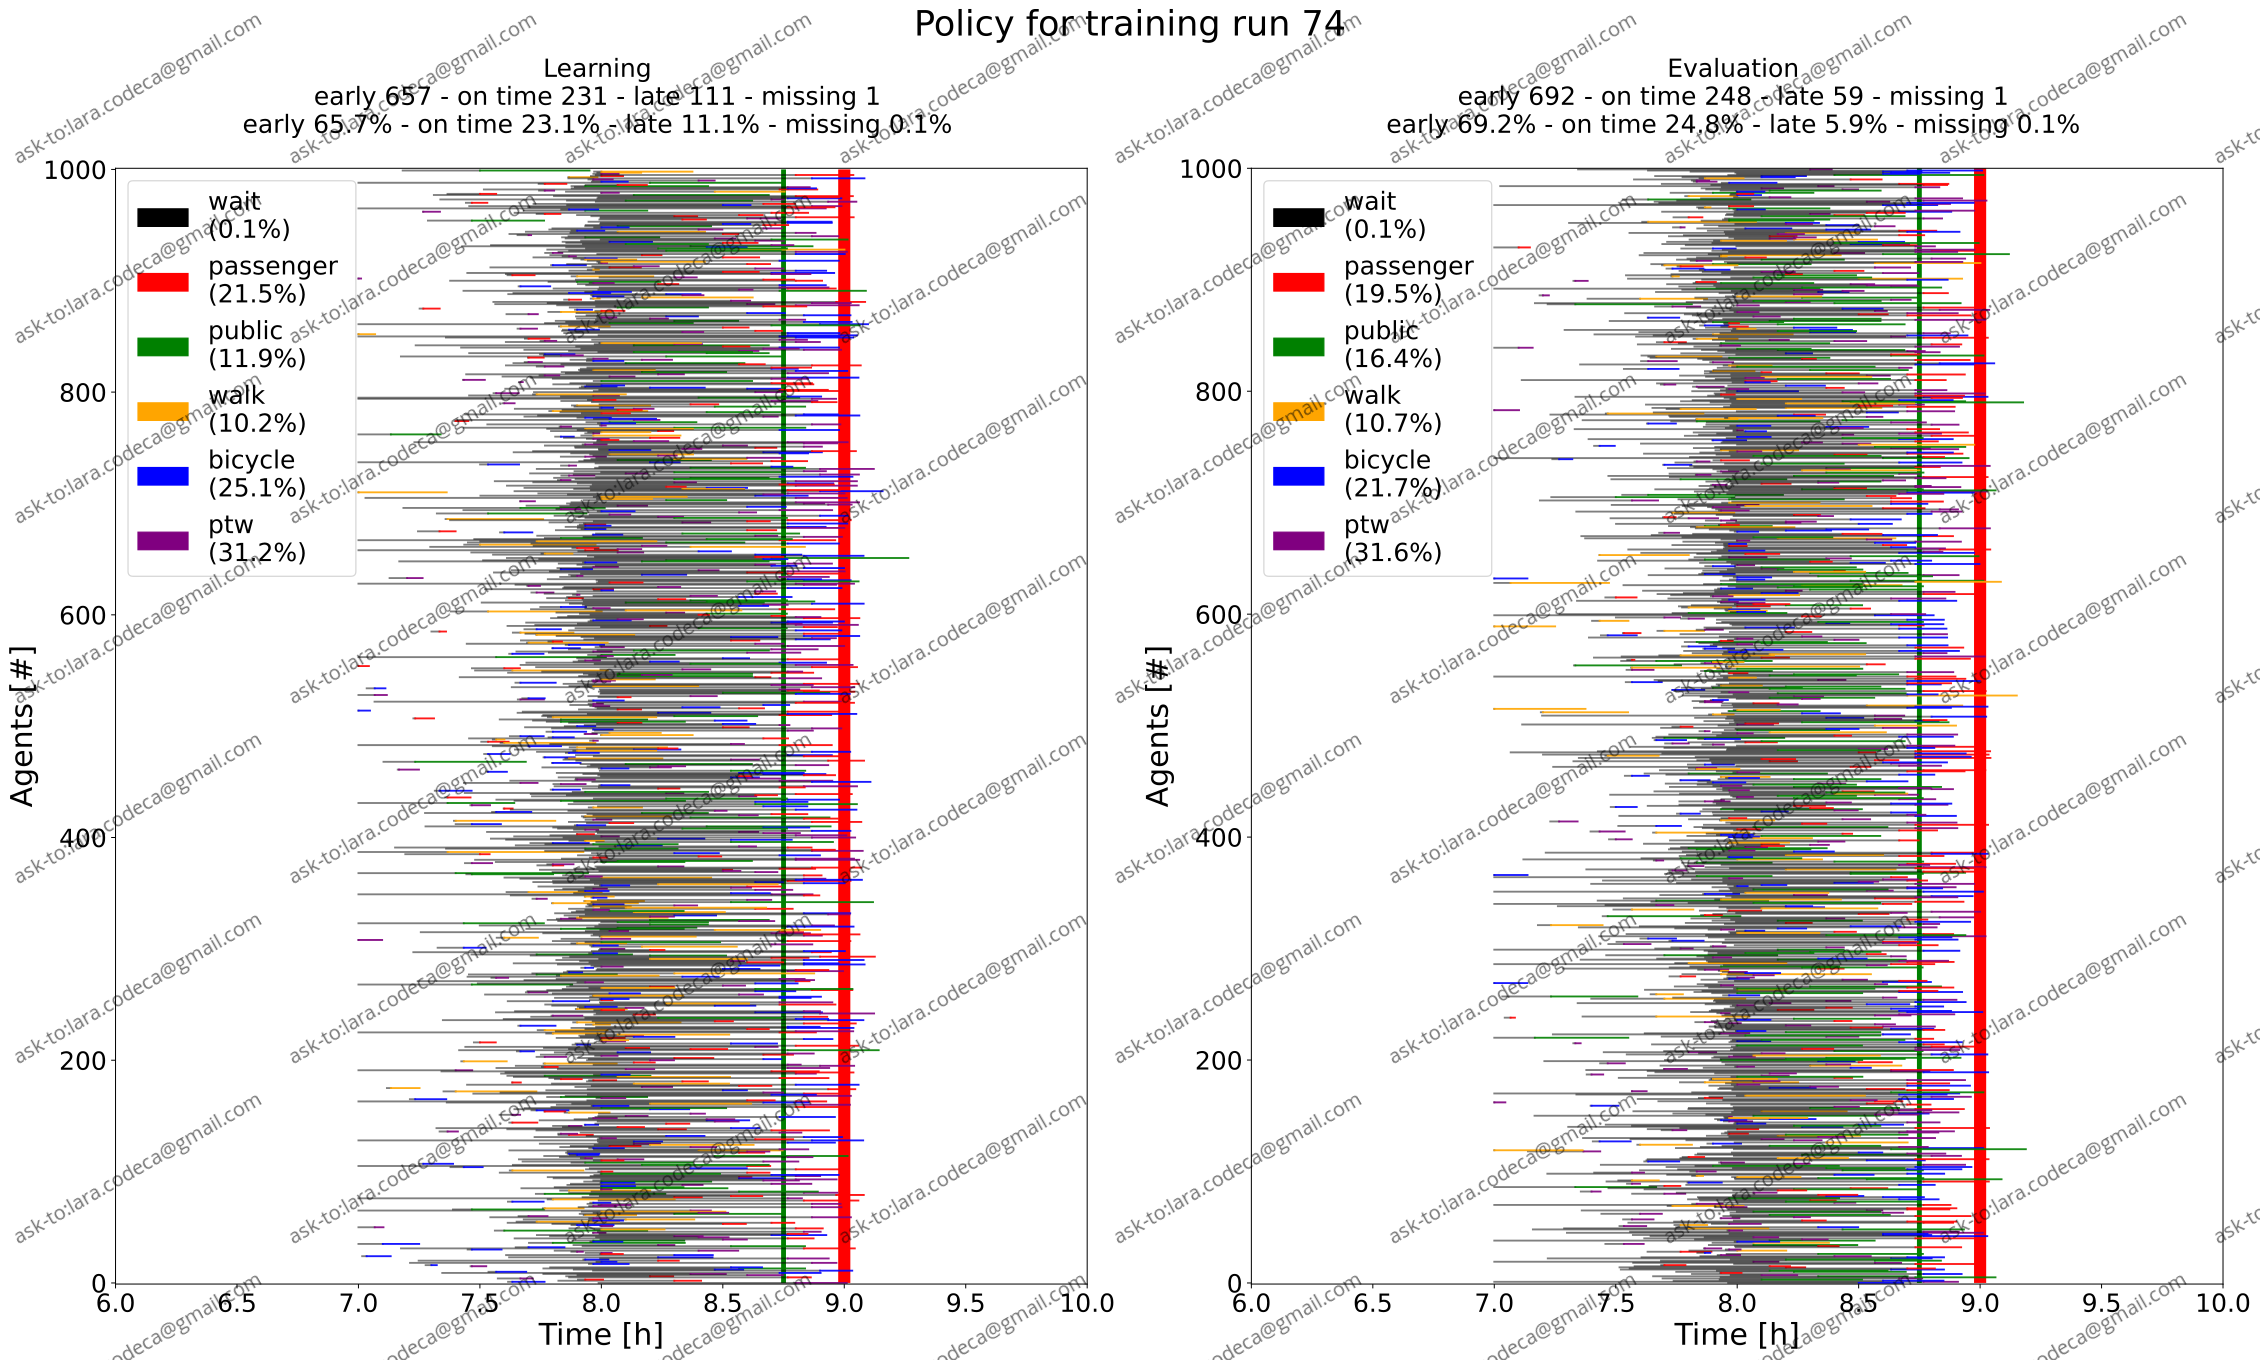 Policy for training run 74
Learning
early 657 - on time 231 - late 111 - missing 1
early 65.7% - on time 23.1% - late 11.1% - missing 0.1%
1000
800
600
400
200
0
Agents [#]
wait
(0.1%)
passenger
(21.5%)
public
(11.9%)
walk
(10.2%)
bicycle
(25.1%)
ptw
(31.2%)
6.0 6.5 7.0 7.5 8.0 8.5 9.0 9.5 10.0
Time [h]
Evaluation
early 692 - on time 248 - late 59 - missing 1
early 69.2% - on time 24.8% - late 5.9% - missing 0.1%
1000
800
600
400
200
0
Agents [#]
wait
(0.1%)
passenger
(19.5%)
public
(16.4%)
walk
(10.7%)
bicycle
(21.7%)
ptw
(31.6%)
6.0 6.5 7.0 7.5 8.0 8.5 9.0 9.5 10.0
Time [h]
ask-to:lara.codeca@gmail.com